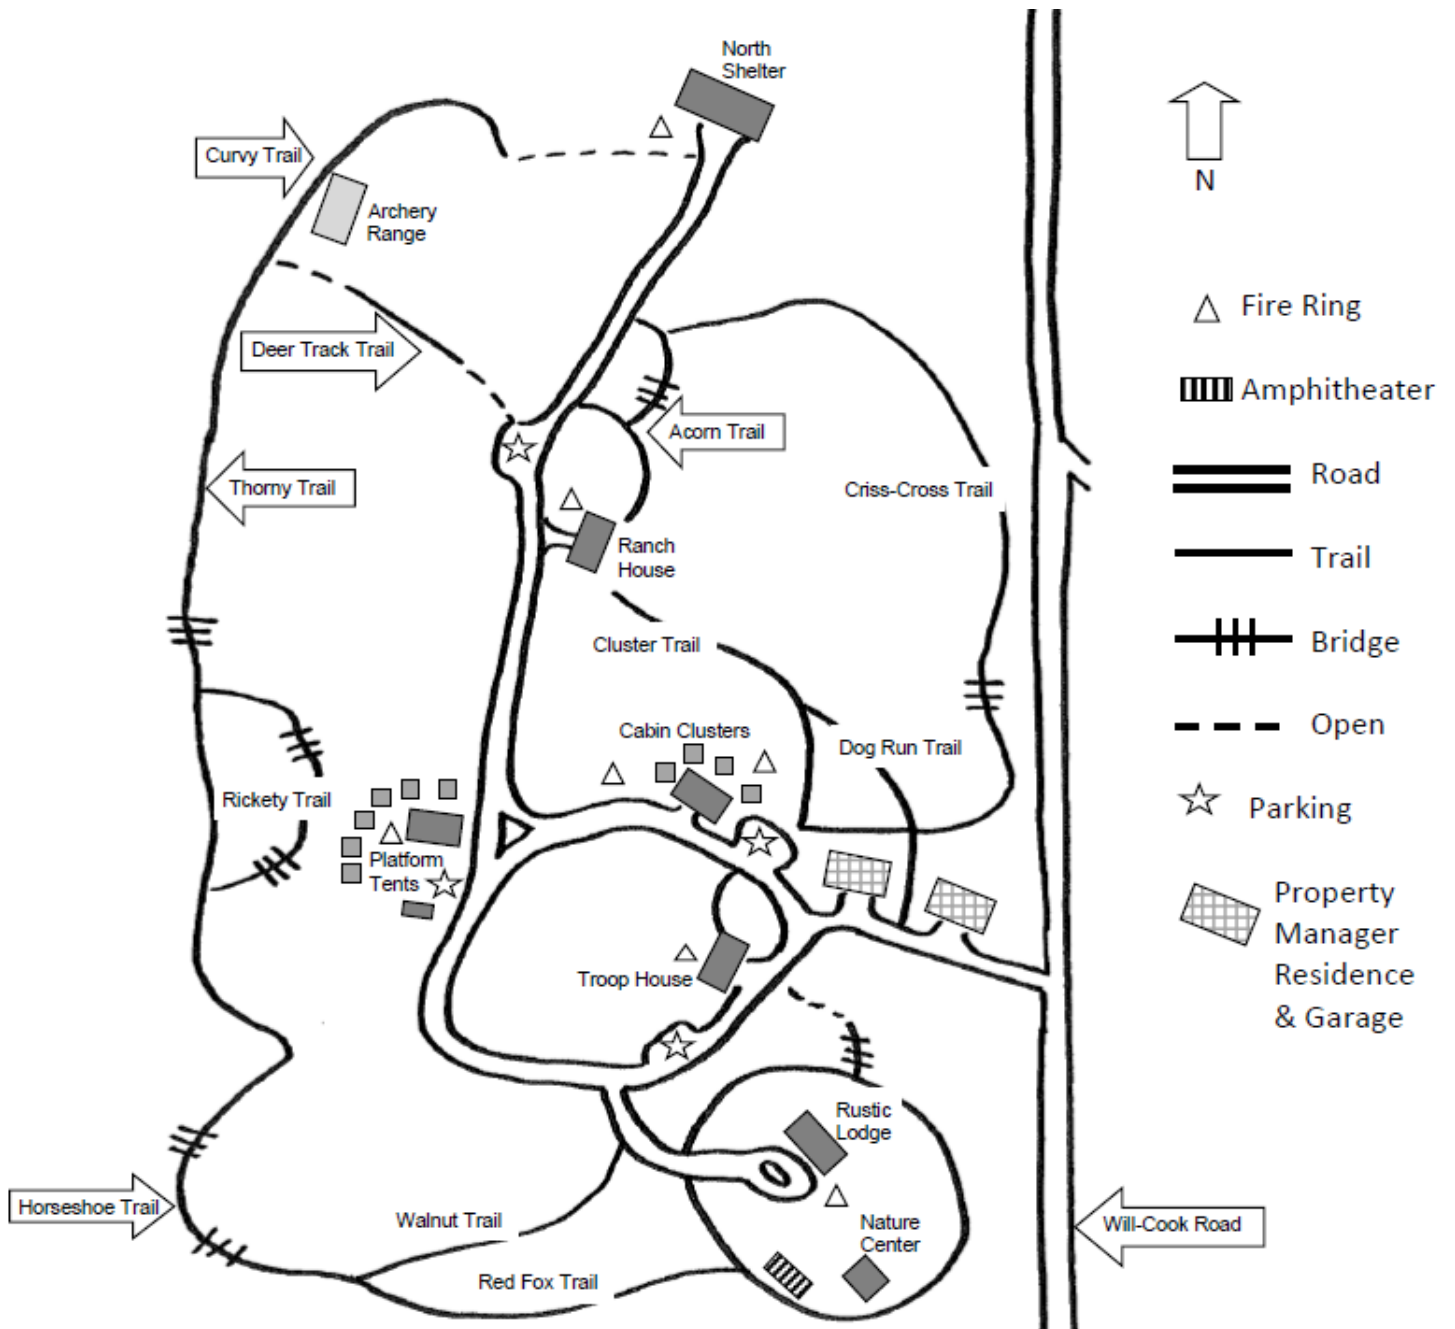 North
Shelter
Curvy Trail
Archery
Range
N
Fire Ring
Deer Track Trail
Amphitheater
Acorn Trail
Road
Thorny Trail
Criss-Cross Trail
Ranch
House
Trail
Cluster Trail
Bridge
Cabin Clusters
Open
Dog Run Trail
Rickety Trail
Parking
Platform
Tents
Property
Manager
Residence
& Garage
Troop House
Rustic
Lodge
Horseshoe Trail
Walnut Trail
Nature
Center
Will-Cook Road
Red Fox Trail